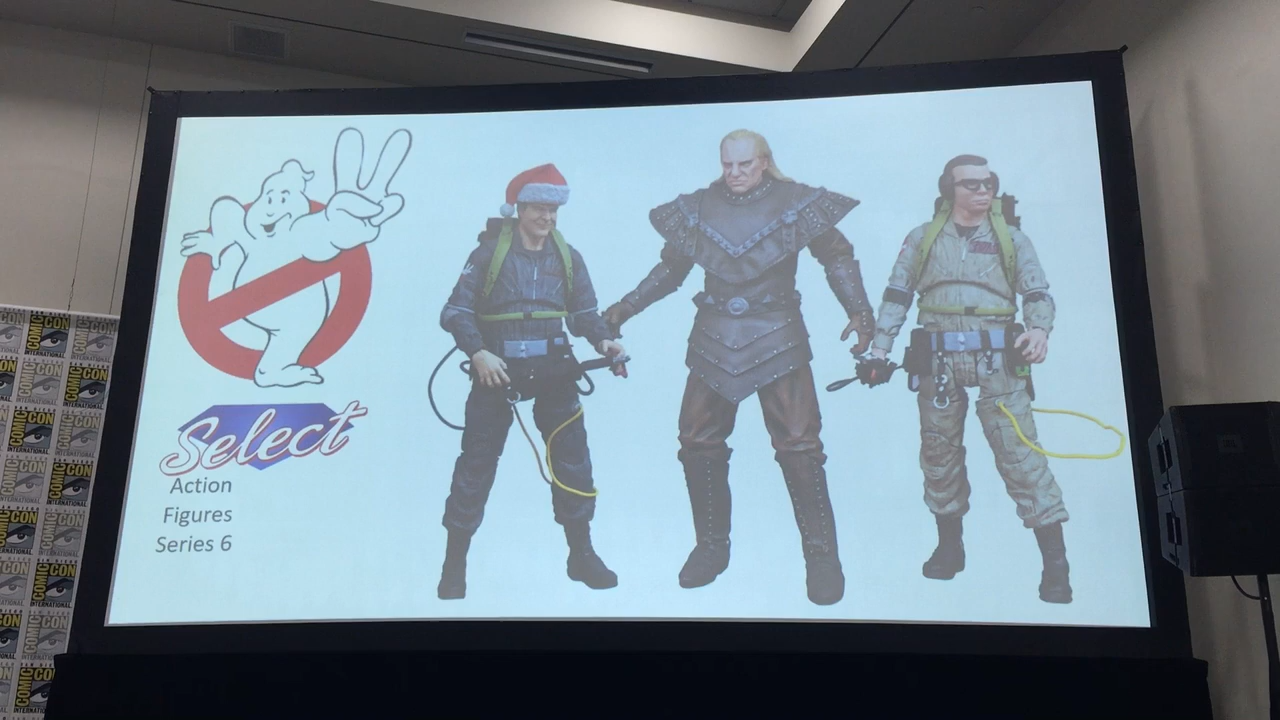 Select
Action
Figures
Series 6
COMIC CON
INTERNATIONAL